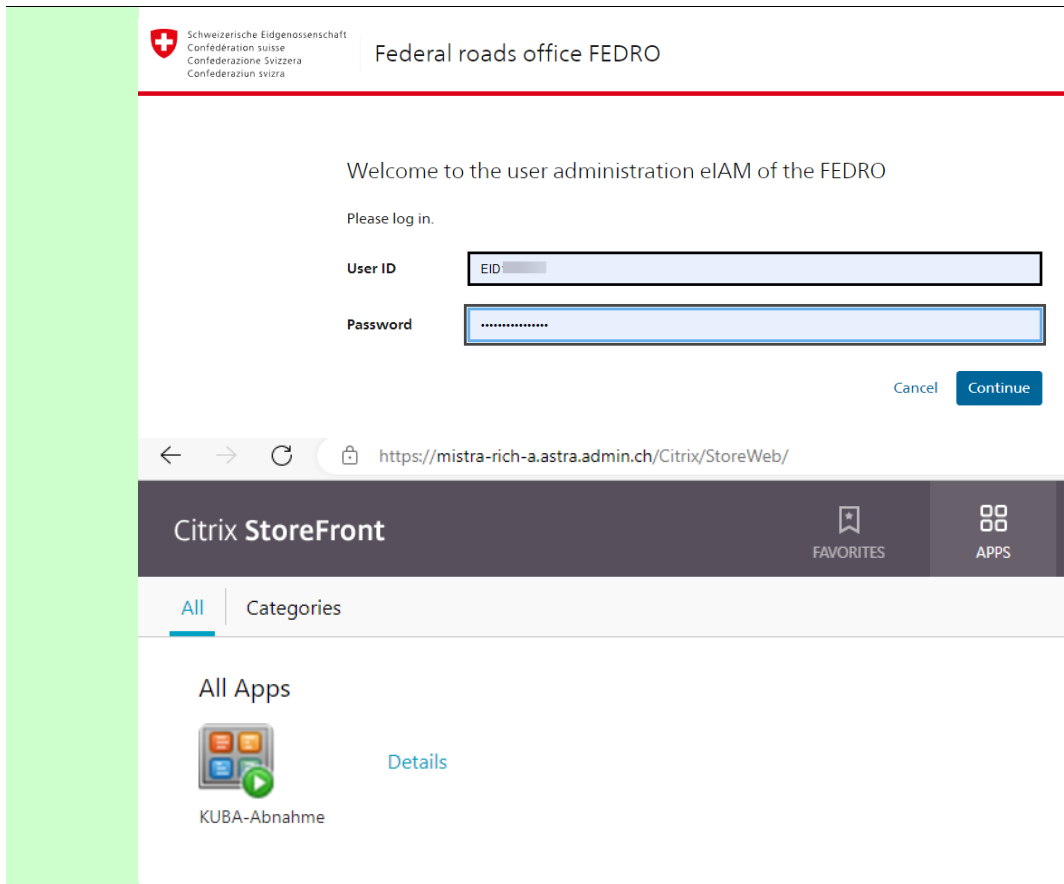 Schweizerische Eidgenossenschaft
Confédération suisse
Confederazione Svizzera
Confederaziun svizra
Federal roads office FEDRO
Welcome to the user administration eIAM of the FEDRO
Please log in.
User ID EID
Password ················
Cancel Continue
https://mistra-rich-a.astra.admin.ch/Citrix/StoreWeb/
Citrix StoreFront
FAVORITES APPS
All Categories
All Apps
Details
KUBA-Abnahme